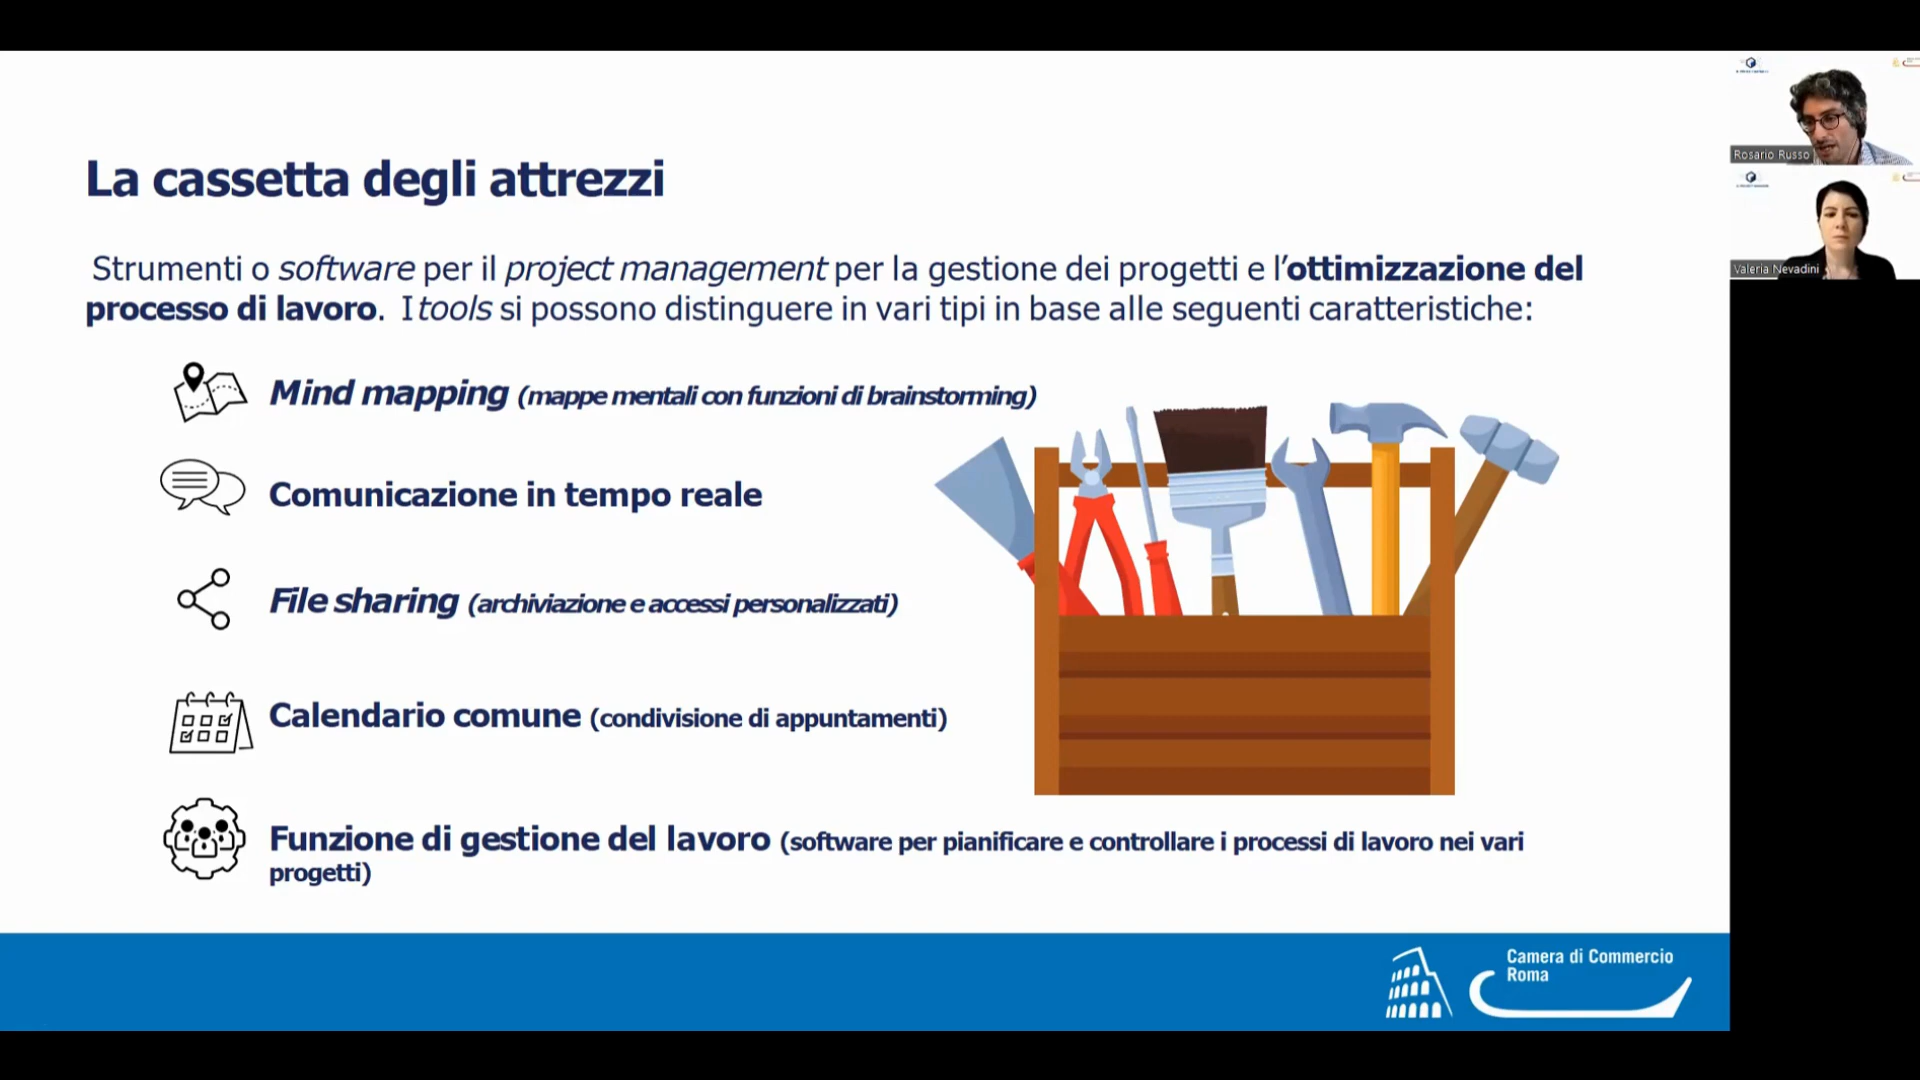 La cassetta degli attrezzi
Strumenti o software per il project management per la gestione dei progetti e l’ottimizzazione del
processo di lavoro. I tools si possono distinguere in vari tipi in base alle seguenti caratteristiche:
Mind mapping (mappe mentali con funzioni di brainstorming)
Comunicazione in tempo reale
File sharing (archiviazione e accessi personalizzati)
Calendario comune (condivisione di appuntamenti)
Funzione di gestione del lavoro (software per pianificare e controllare i processi di lavoro nei vari
progetti)
Camera di Commercio
Roma
Rosario Russo
Valeria Nevadini